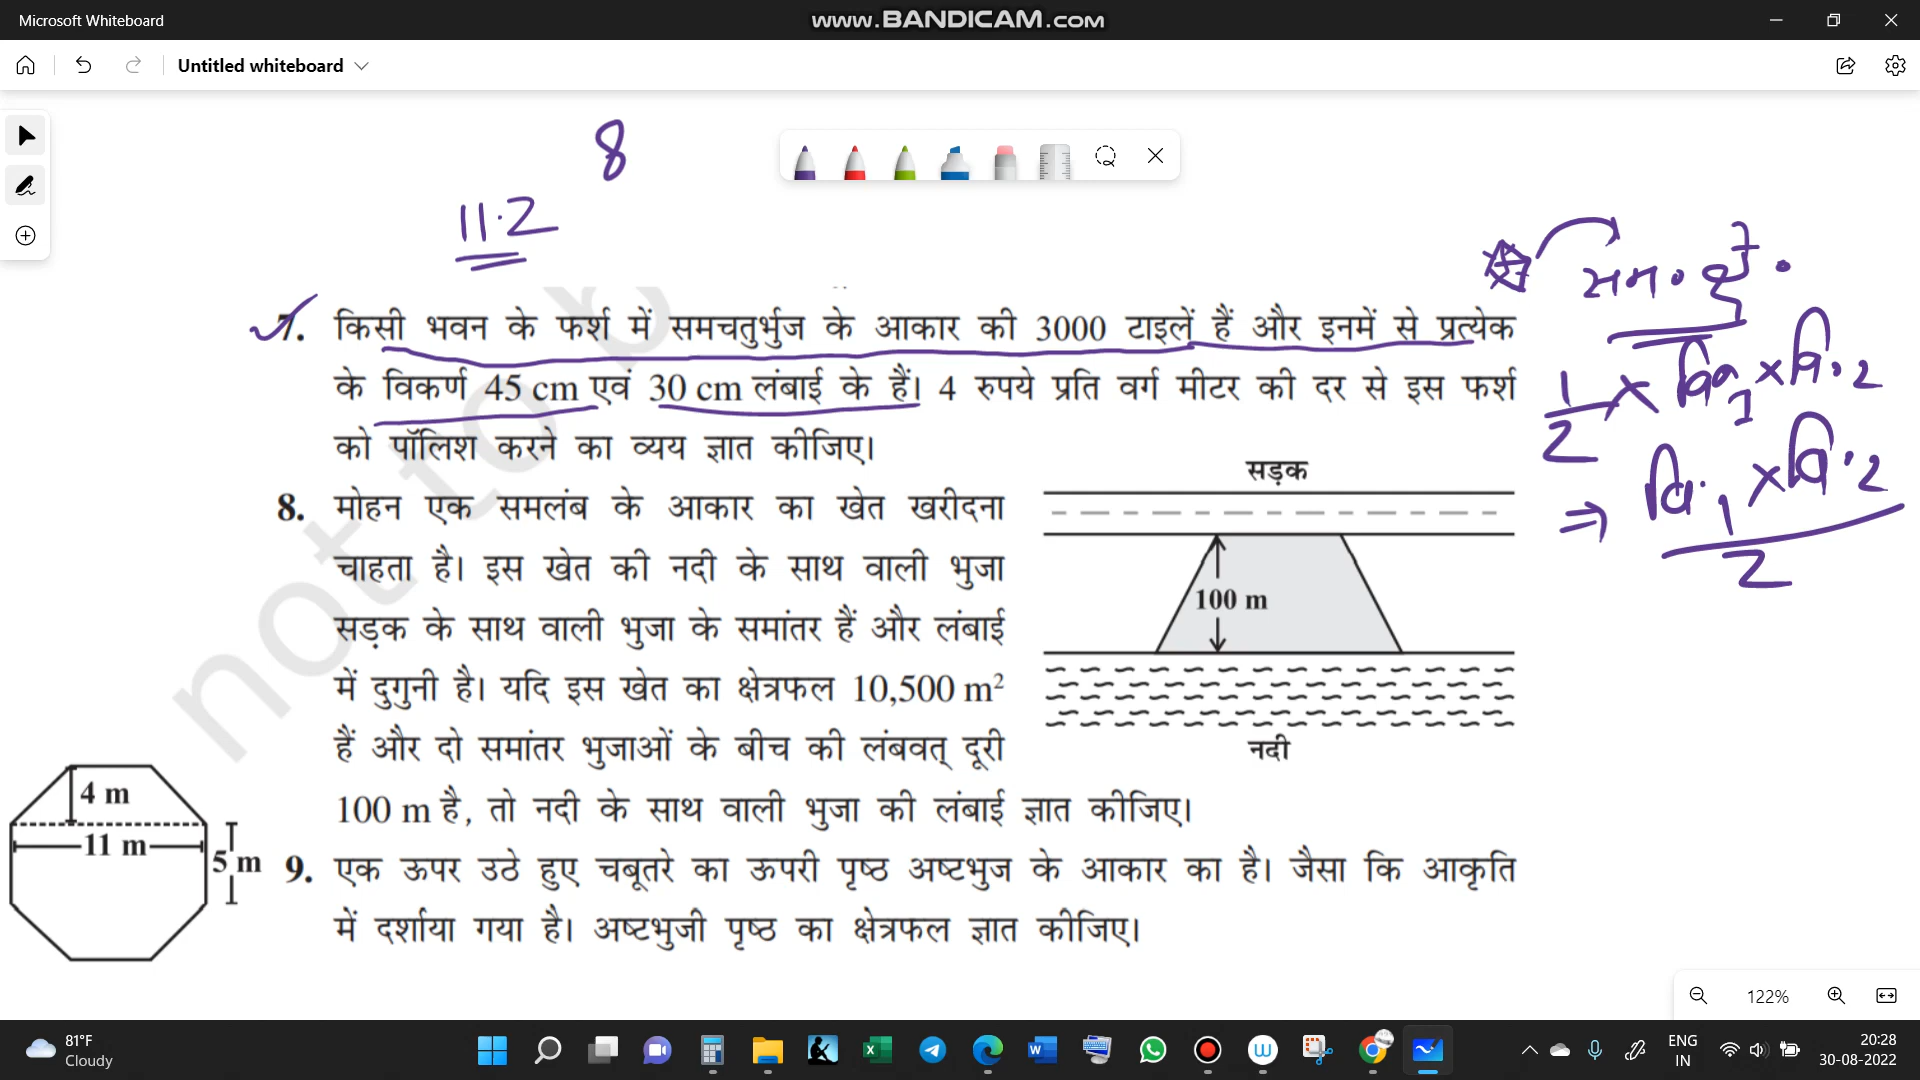 Microsoft Whiteboard
www.BANDICAM.com
Untitled whiteboard
8
11.2
7. किसी भवन के फर्श में समचतुर्भुज के आकार की 3000 टाइलें हैं और इनमें से प्रत्येक
के विकर्ण 45 cm एवं 30 cm लंबाई के हैं। 4 रुपये प्रति वर्ग मीटर की दर से इस फर्श
को पॉलिश करने का व्यय ज्ञात कीजिए।
1/2 × वि1 × वि.2
⇒ वि.1 × वि.2 / 2
8. मोहन एक समलंब के आकार का खेत खरीदना
चाहता है। इस खेत की नदी के साथ वाली भुजा
सड़क के साथ वाली भुजा के समांतर हैं और लंबाई
में दुगुनी है। यदि इस खेत का क्षेत्रफल 10,500 m²
हैं और दो समांतर भुजाओं के बीच की लंबवत् दूरी
100 m है, तो नदी के साथ वाली भुजा की लंबाई ज्ञात कीजिए।
सड़क
100 m
नदी
9. एक ऊपर उठे हुए चबूतरे का ऊपरी पृष्ठ अष्टभुज के आकार का है। जैसा कि आकृति
में दर्शाया गया है। अष्टभुजी पृष्ठ का क्षेत्रफल ज्ञात कीजिए।
4 m
11 m
5 m
not to b
122%
81°F
Cloudy
ENG
IN
20:28
30-08-2022